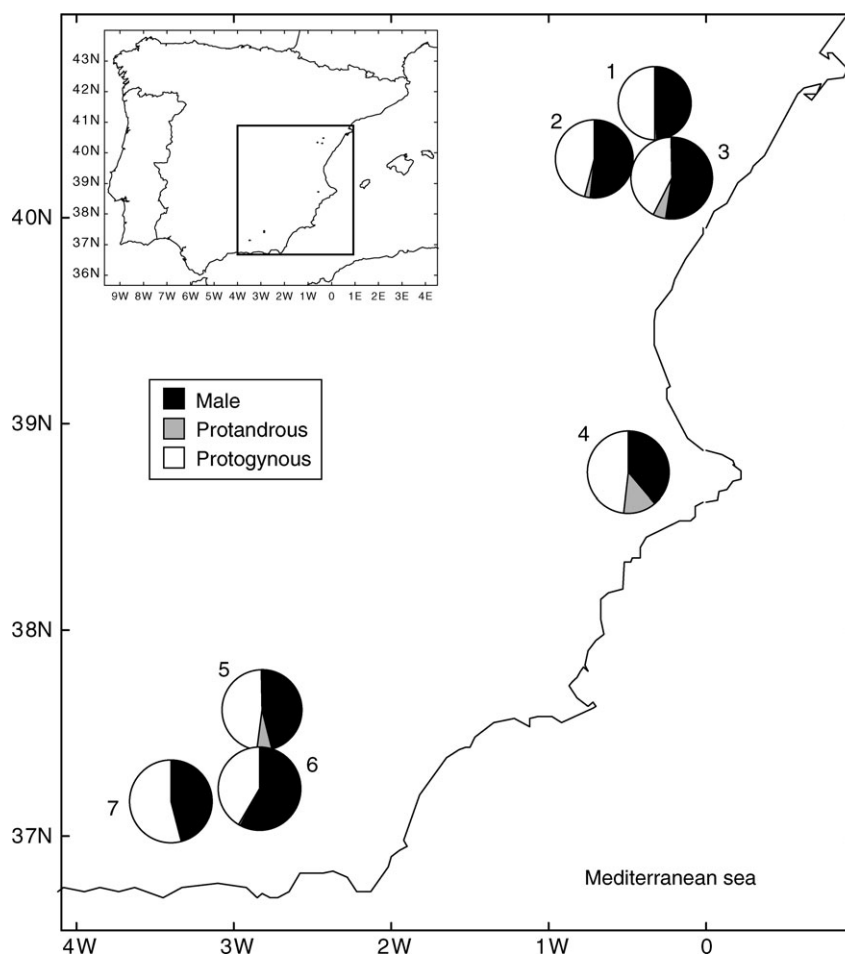 43N
42N
41N
40N
39N
38N
37N
36N
9W 8W 7W 6W 5W 4W 3W 2W 1W 0 1E 2E 3E 4E
1
2
3
40N
Male
Protandrous
Protogynous
39N
4
38N
5
6
7
37N
Mediterranean sea
4W 3W 2W 1W 0